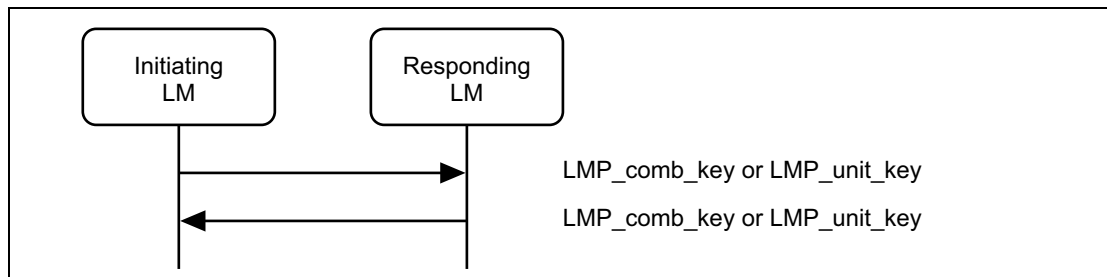 Initiating
LM
Responding
LM
LMP_comb_key or LMP_unit_key
LMP_comb_key or LMP_unit_key